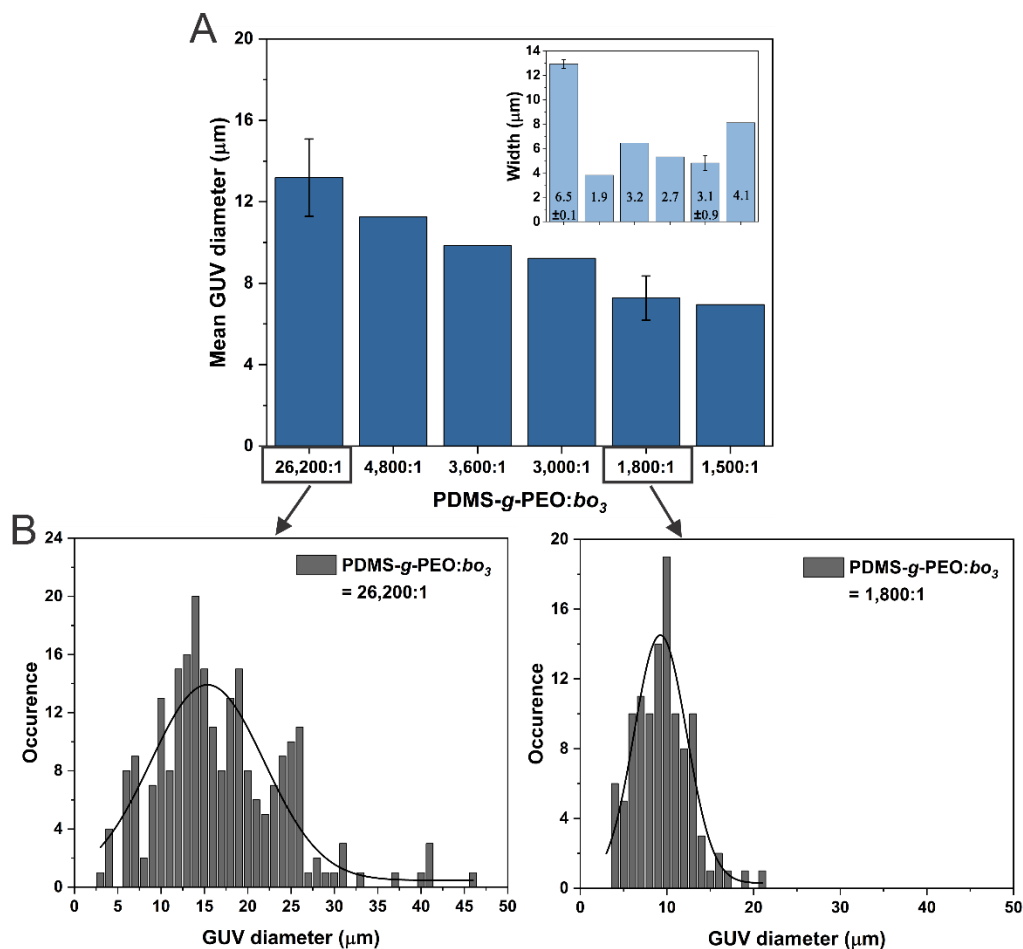 A
20
16
12
8
4
0
Mean GUV diameter (μm)
14
12
10
8
6
4
2
0
Width (μm)
6.5
±0.1
1.9
3.2
2.7
3.1
±0.9
4.1
26,200:1 4,800:1 3,600:1 3,000:1 1,800:1 1,500:1
PDMS-g-PEO:bo3
B
24
20
16
12
8
4
0
Occurence
PDMS-g-PEO:bo3
= 26,200:1
0 5 10 15 20 25 30 35 40 45 50
GUV diameter (μm)
20
16
12
8
4
0
Occurence
PDMS-g-PEO:bo3
= 1,800:1
0 10 20 30 40 50
GUV diameter (μm)